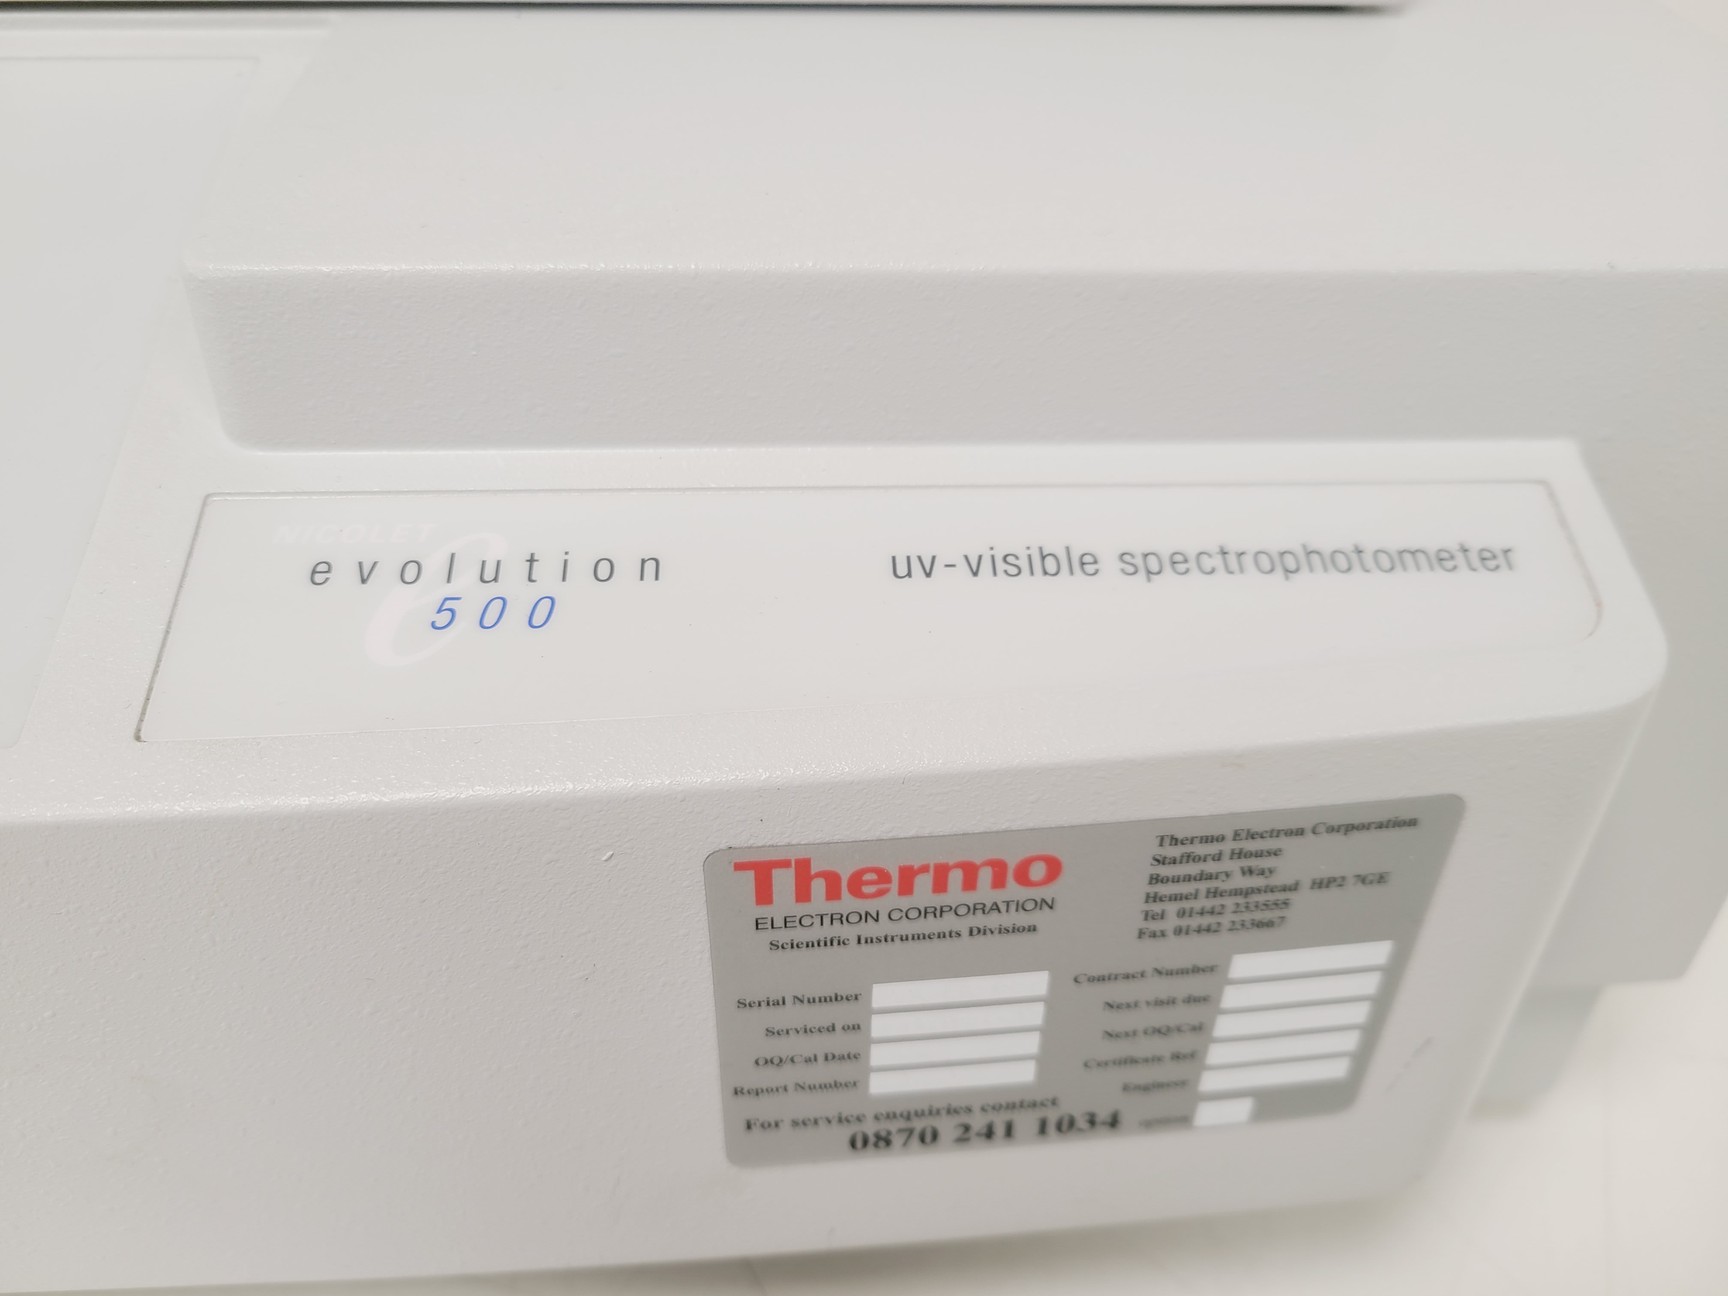 NICOLET
evolution
500
uv-visible spectrophotometer
Thermo
ELECTRON CORPORATION
Scientific Instruments Division
Thermo Electron Corporation
Stafford House
Boundary Way
Hemel Hempstead HP2 7GE
Tel 01442 233555
Fax 01442 233667
Serial Number
Serviced on
OQ/Cal Date
Report Number
Contract Number
Next visit due
Next OQ/Cal
Certificate Ref
Engineer
For service enquiries contact
0870 241 1034